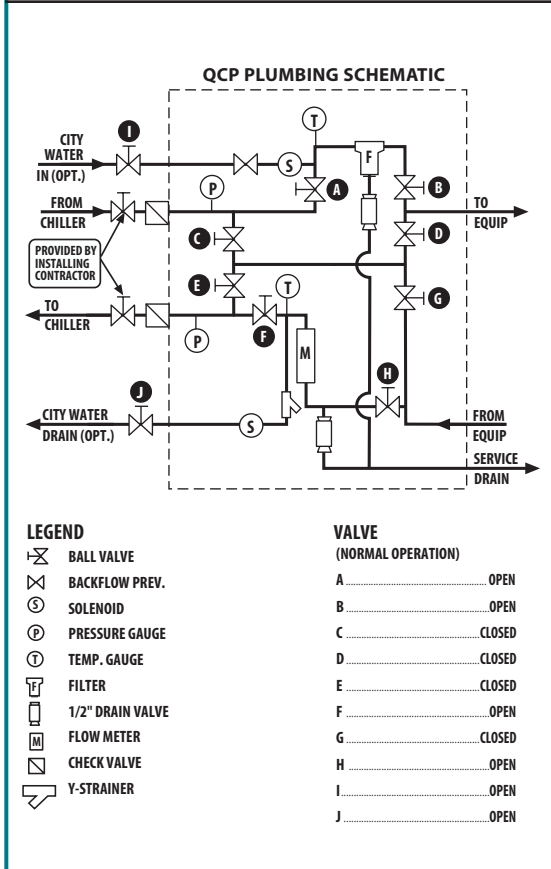 QCP PLUMBING SCHEMATIC
I
T
CITY
WATER
IN (OPT.)
S
F
A
B
FROM
CHILLER
P
TO
EQUIP
C
D
PROVIDED BY
INSTALLING
CONTRACTOR
E
T
G
TO
CHILLER
P
F
M
H
J
CITY WATER
DRAIN (OPT.)
S
FROM
EQUIP
SERVICE
DRAIN
LEGEND
BALL VALVE
BACKFLOW PREV.
S SOLENOID
P PRESSURE GAUGE
T TEMP. GAUGE
F FILTER
1/2" DRAIN VALVE
M FLOW METER
CHECK VALVE
Y-STRAINER
VALVE
(NORMAL OPERATION)
A OPEN
B OPEN
C CLOSED
D CLOSED
E CLOSED
F OPEN
G CLOSED
H OPEN
I OPEN
J OPEN